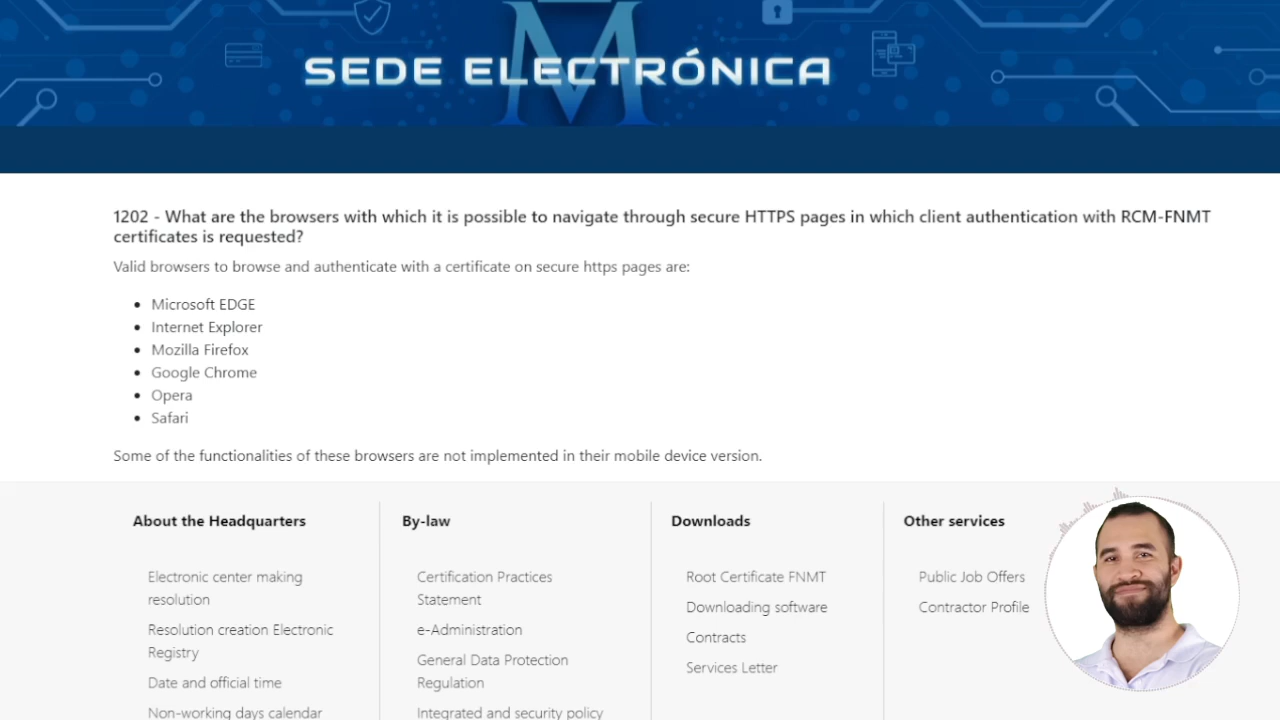 SEDE ELECTRÓNICA
1202 - What are the browsers with which it is possible to navigate through secure HTTPS pages in which client authentication with RCM-FNMT
certificates is requested?
Valid browsers to browse and authenticate with a certificate on secure https pages are:
• Microsoft EDGE
• Internet Explorer
• Mozilla Firefox
• Google Chrome
• Opera
• Safari
Some of the functionalities of these browsers are not implemented in their mobile device version.
About the Headquarters
Electronic center making
resolution
Resolution creation Electronic
Registry
Date and official time
Non-working days calendar
By-law
Certification Practices
Statement
e-Administration
General Data Protection
Regulation
Integrated and security policy
Downloads
Root Certificate FNMT
Downloading software
Contracts
Services Letter
Other services
Public Job Offers
Contractor Profile